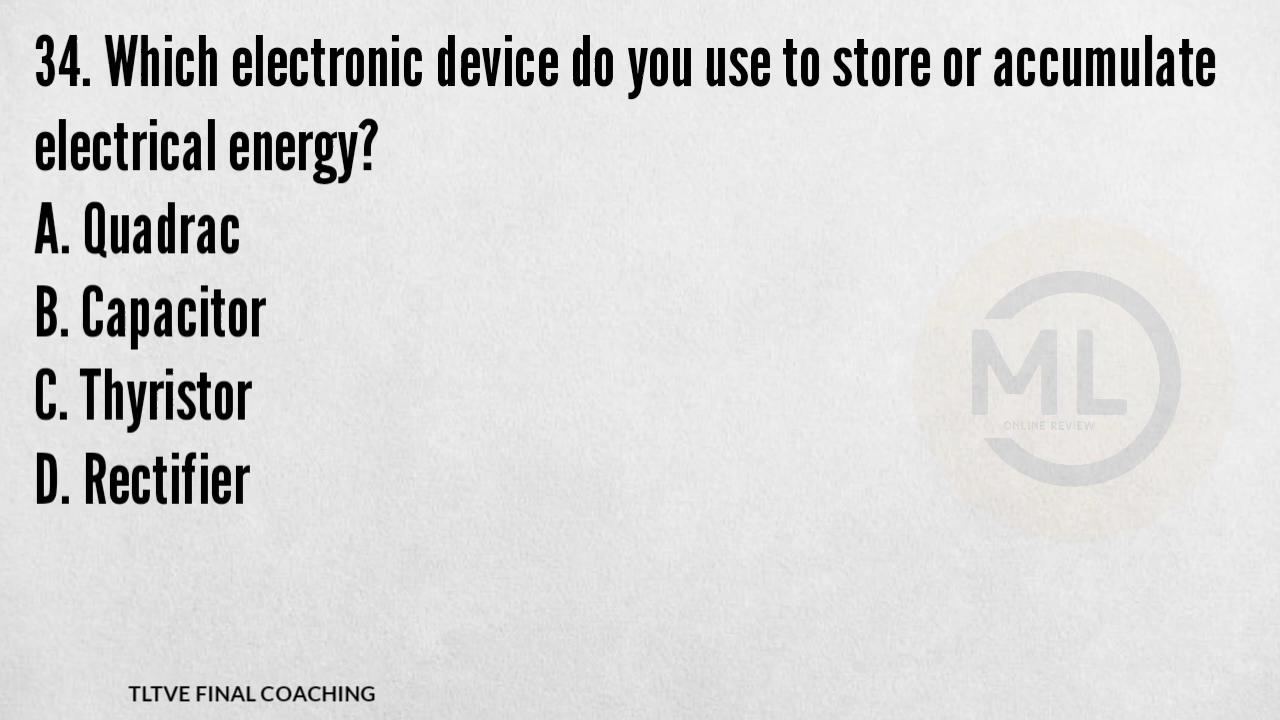 34. Which electronic device do you use to store or accumulate
electrical energy?
A. Quadrac
B. Capacitor
C. Thyristor
D. Rectifier
ML
ONLINE REVIEW
TLTVE FINAL COACHING